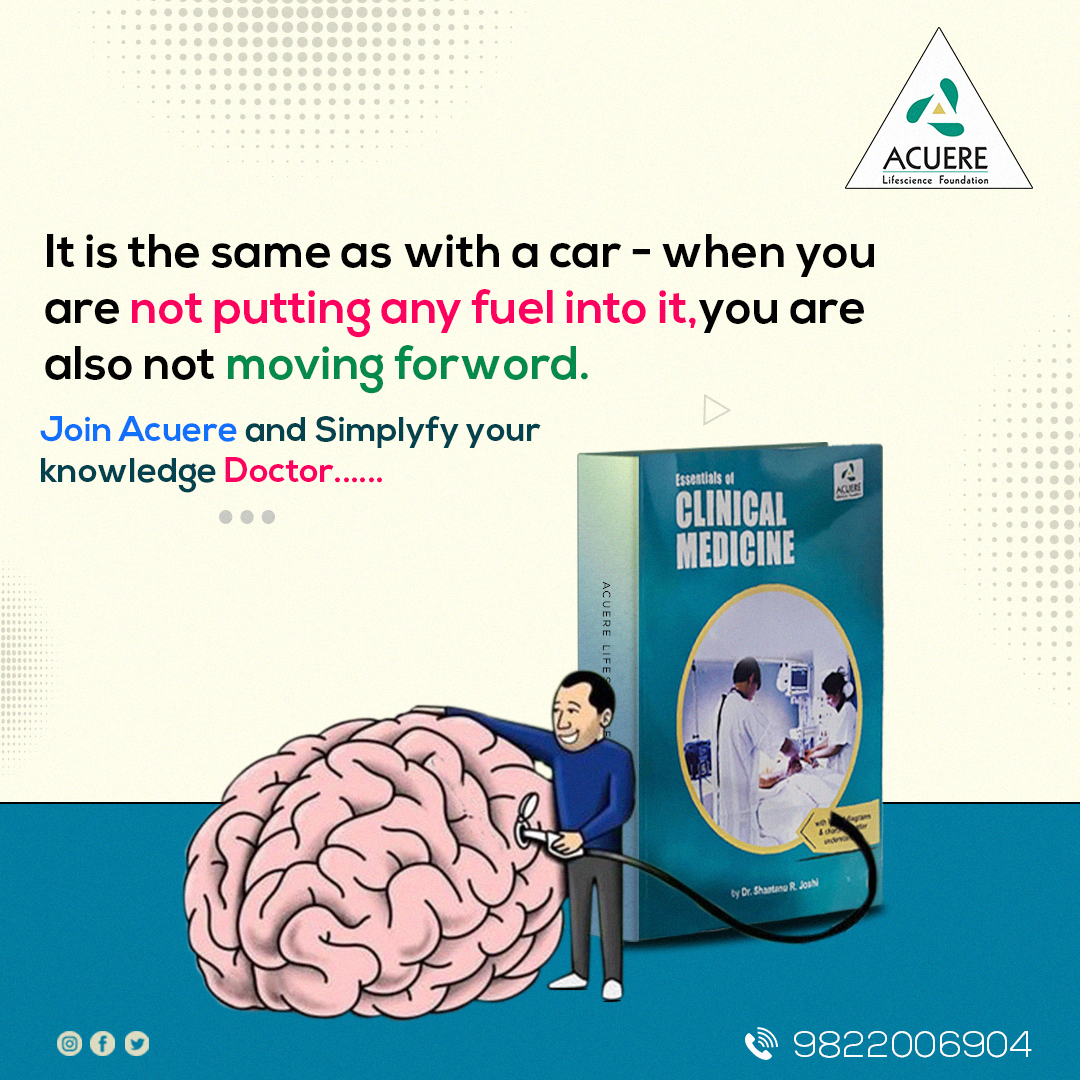 ACUERE
Lifescience Foundation
It is the same as with a car - when you
are not putting any fuel into it,you are
also not moving forword.
Join Acuere and Simplyfy your
knowledge Doctor......
Essentials of
CLINICAL
MEDICINE
ACUERE
ACUERE LIFES
by Dr. Shantanu R. Joshi
9822006904